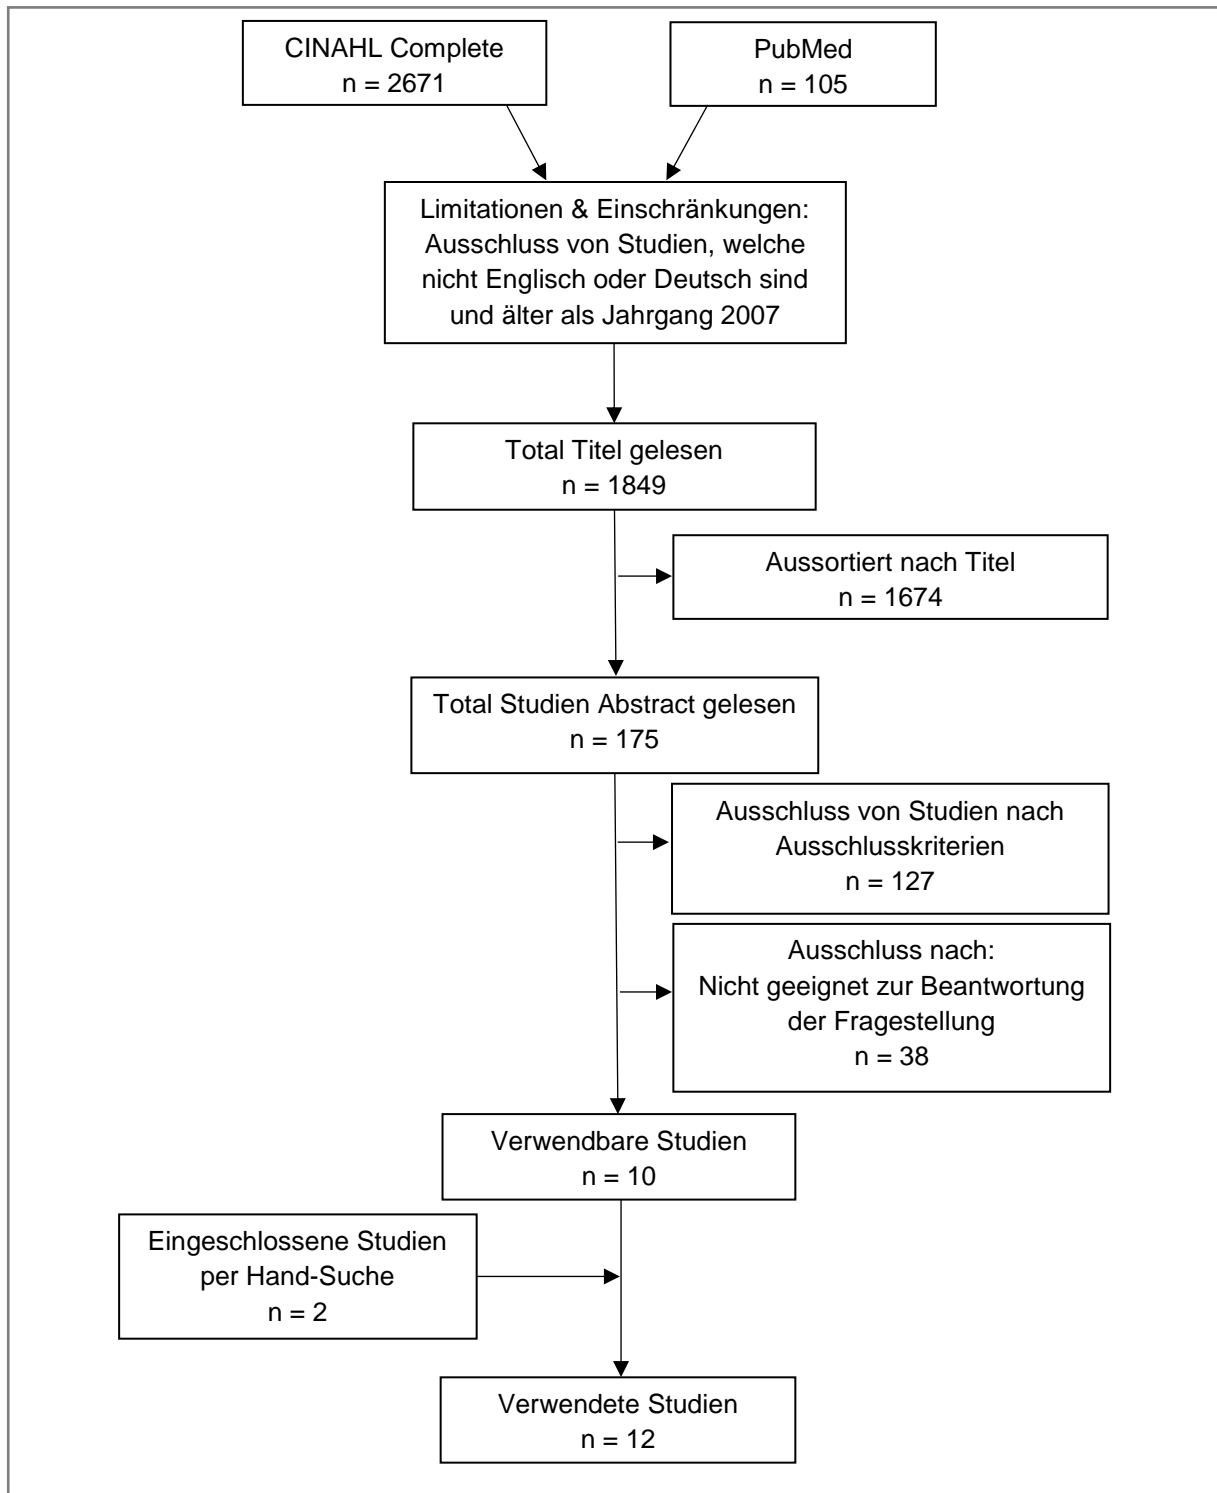 CINAHL Complete
n = 2671
PubMed
n = 105
Limitationen & Einschränkungen:
Ausschluss von Studien, welche
nicht Englisch oder Deutsch sind
und älter als Jahrgang 2007
Total Titel gelesen
n = 1849
Aussortiert nach Titel
n = 1674
Total Studien Abstract gelesen
n = 175
Ausschluss von Studien nach
Ausschlusskriterien
n = 127
Ausschluss nach:
Nicht geeignet zur Beantwortung
der Fragestellung
n = 38
Verwendbare Studien
n = 10
Eingeschlossene Studien
per Hand-Suche
n = 2
Verwendete Studien
n = 12